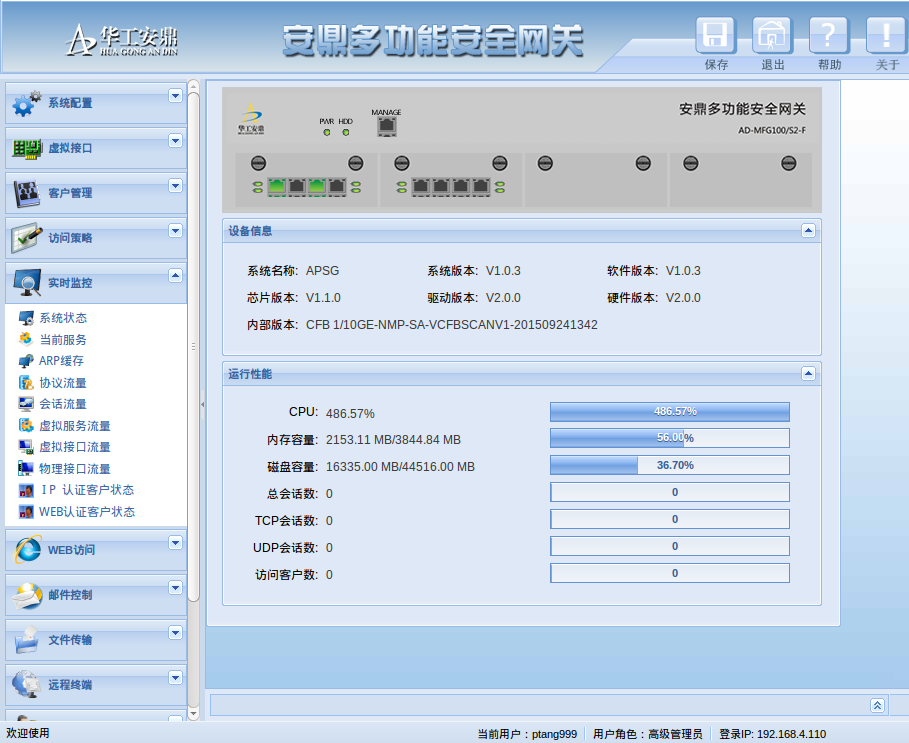 华工安鼎
HUA GONG AN DIN
安鼎多功能安全网关
保存 退出 帮助 关于
系统配置
虚拟接口
客户管理
访问策略
实时监控
系统状态
当前服务
ARP缓存
协议流量
会话流量
虚拟服务流量
虚拟接口流量
物理接口流量
IP 认证客户状态
WEB认证客户状态
WEB访问
邮件控制
文件传输
远程终端
华工安鼎
PWR HDD MANAGE
安鼎多功能安全网关
AD-MFG100/S2-F
设备信息
系统名称: APSG 系统版本: V1.0.3 软件版本: V1.0.3
芯片版本: V1.1.0 驱动版本: V2.0.0 硬件版本: V2.0.0
内部版本: CFB 1/10GE-NMP-SA-VCFBSCANV1-201509241342
运行性能
CPU: 486.57% 486.57%
内存容量: 2153.11 MB/3844.84 MB 56.00%
磁盘容量: 16335.00 MB/44516.00 MB 36.70%
总会话数: 0 0
TCP会话数: 0 0
UDP会话数: 0 0
访问客户数: 0 0
欢迎使用 当前用户：ptang999 用户角色：高级管理员 登录IP: 192.168.4.110